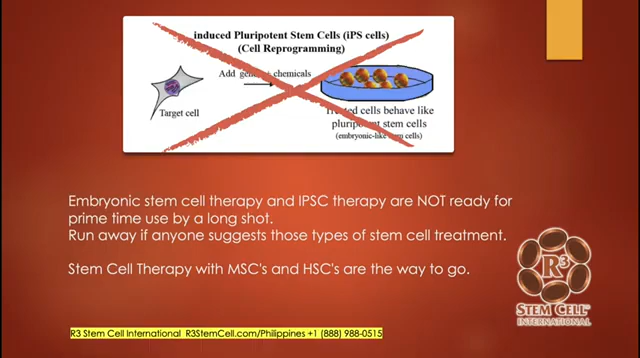 induced Pluripotent Stem Cells (iPS cells)
(Cell Reprogramming)
Add genes chemicals
Target cell
Treated cells behave like
pluripotent stem cells
(embryonic-like stem cells)
Embryonic stem cell therapy and IPSC therapy are NOT ready for
prime time use by a long shot.
Run away if anyone suggests those types of stem cell treatment.
Stem Cell Therapy with MSC's and HSC's are the way to go.
R3
STEM CELL
INTERNATIONAL
R3 Stem Cell International R3StemCell.com/Philippines +1 (888) 988-0515